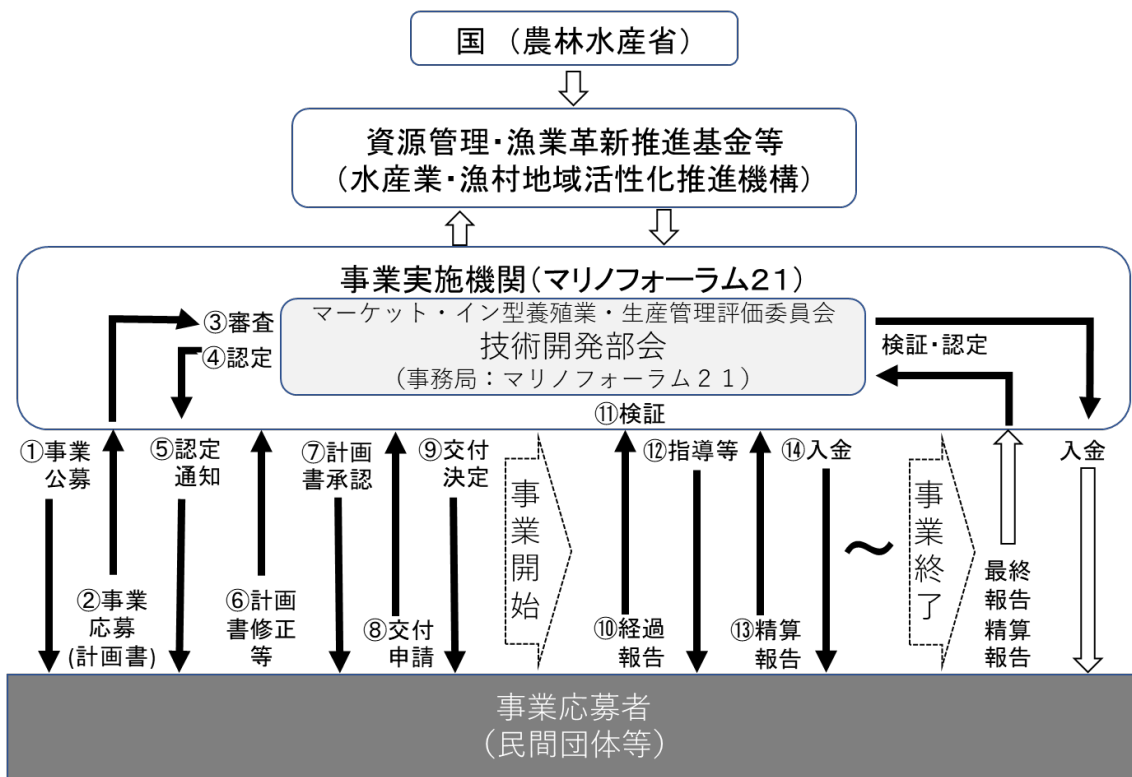 国 （農林水産省）
資源管理・漁業革新推進基金等
（水産業・漁村地域活性化推進機構）
事業実施機関（マリノフォーラム２１）
マーケット・イン型養殖業・生産管理評価委員会
技術開発部会
（事務局：マリノフォーラム２１）
③審査
④認定
検証・認定
⑪検証
①事業
公募
②事業
応募
(計画書)
⑤認定
通知
⑥計画
書修正
等
⑦計画
書承認
⑧交付
申請
⑨交付
決定
事業開始
⑩経過
報告
⑫指導等
⑬精算
報告
⑭入金
～
事業終了
最終
報告
精算
報告
入金
事業応募者
（民間団体等）